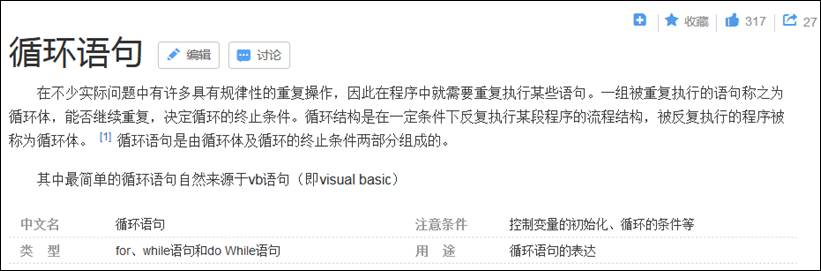 收藏 317 27
循环语句 编辑 讨论
在不少实际问题中有许多具有规律性的重复操作，因此在程序中就需要重复执行某些语句。一组被重复执行的语句称之为
循环体，能否继续重复，决定循环的终止条件。循环结构是在一定条件下反复执行某段程序的流程结构，被反复执行的程序被
称为循环体。 [1] 循环语句是由循环体及循环的终止条件两部分组成的。
其中最简单的循环语句自然来源于vb语句（即visual basic）
中文名 循环语句 注意条件 控制变量的初始化、循环的条件等
类 型 for、while语句和do While语句 用 途 循环语句的表达